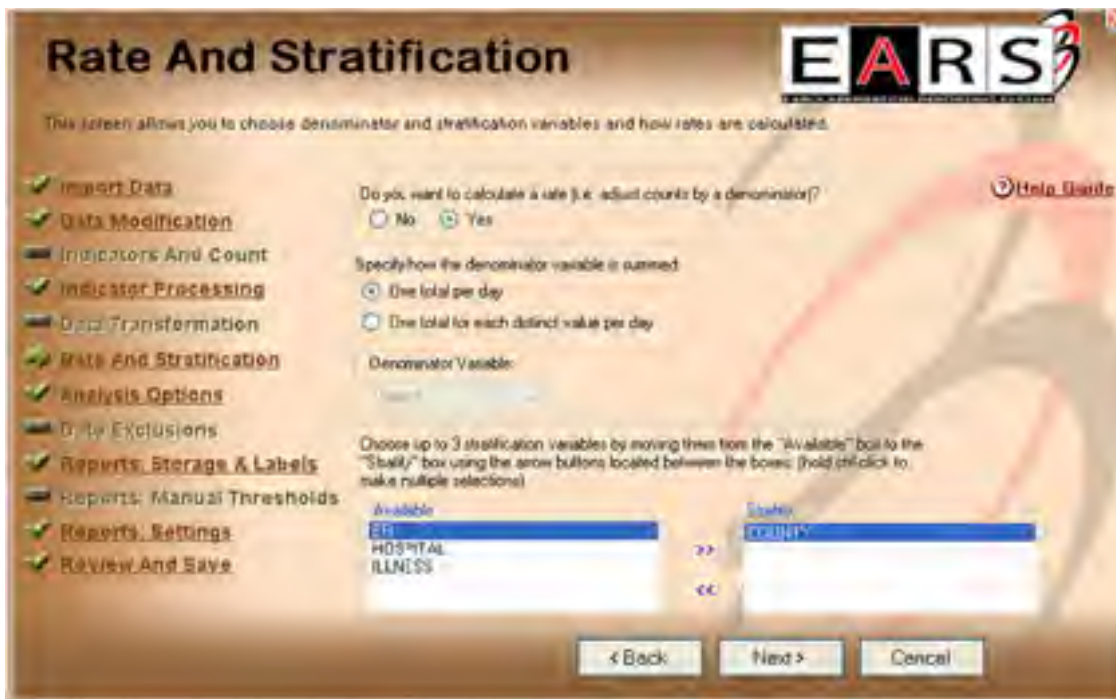 Rate And Stratification
EARS3
This screen allows you to choose denominator and stratification variables and how rates are calculated.
Import Data
Data Modification
Indicators And Count
Indicator Processing
Data Transformation
Rate And Stratification
Analysis Options
Date Exclusions
Reports: Storage & Labels
Reports: Manual Thresholds
Reports: Settings
Review And Save
Help Guide
Do you want to calculate a rate (i.e. adjust counts by a denominator)?
No Yes
Specify how the denominator variable is summed:
One total per day
One total for each distinct value per day
Denominator Variable:
Choose up to 3 stratification variables by moving them from the "Available" box to the
"Stratify" box using the arrow buttons located between the boxes: (hold ctrl-click to
make multiple selections)
Available
HOSPITAL
ILLNESS
>>
<<
Stratify
COUNTY
< Back
Next >
Cancel